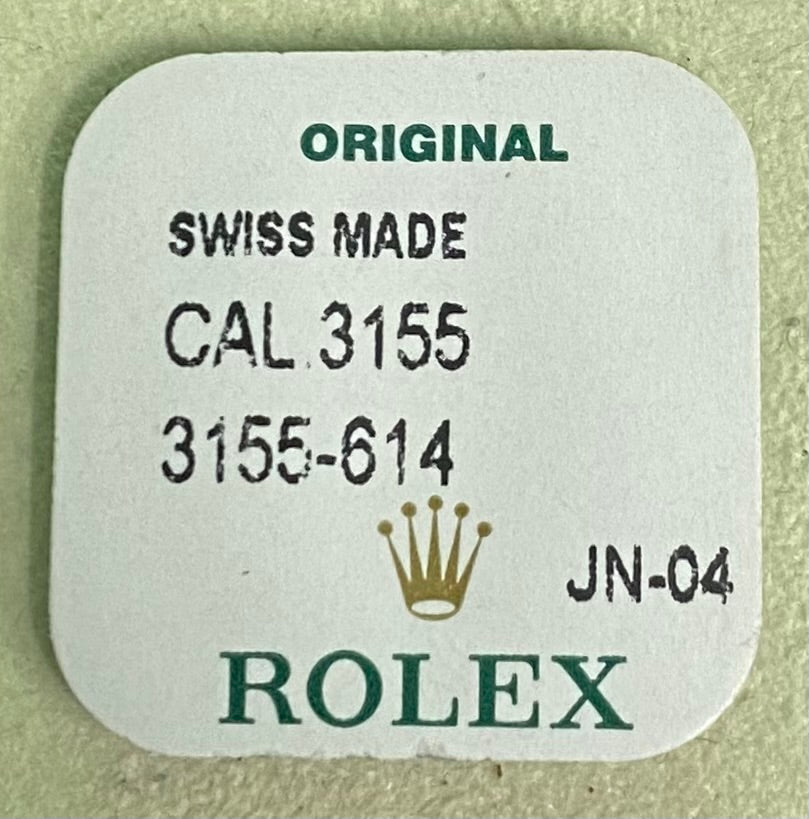 ORIGINAL
SWISS MADE
CAL.3155
3155-614
JN-04
ROLEX